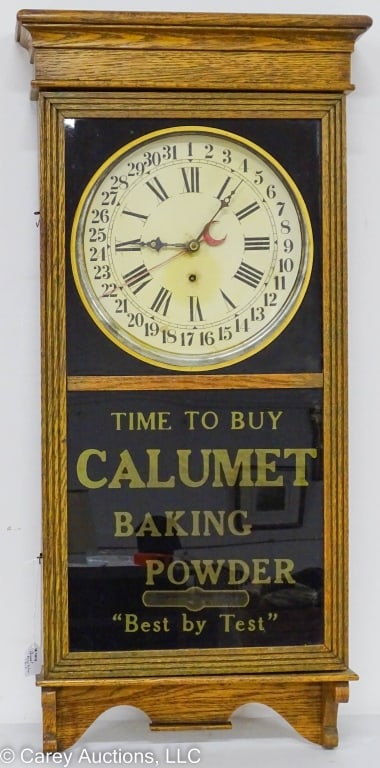 1 2 3 4 5 6 7 8 9 10 11 12 13 14 15 16 17 18 19 20 21 22 23 24 25 26 27 28 29 30 31
XII I II III IIII V VI VII VIII IX X XI
TIME TO BUY
CALUMET
BAKING
POWDER
"Best by Test"
© Carey Auctions, LLC